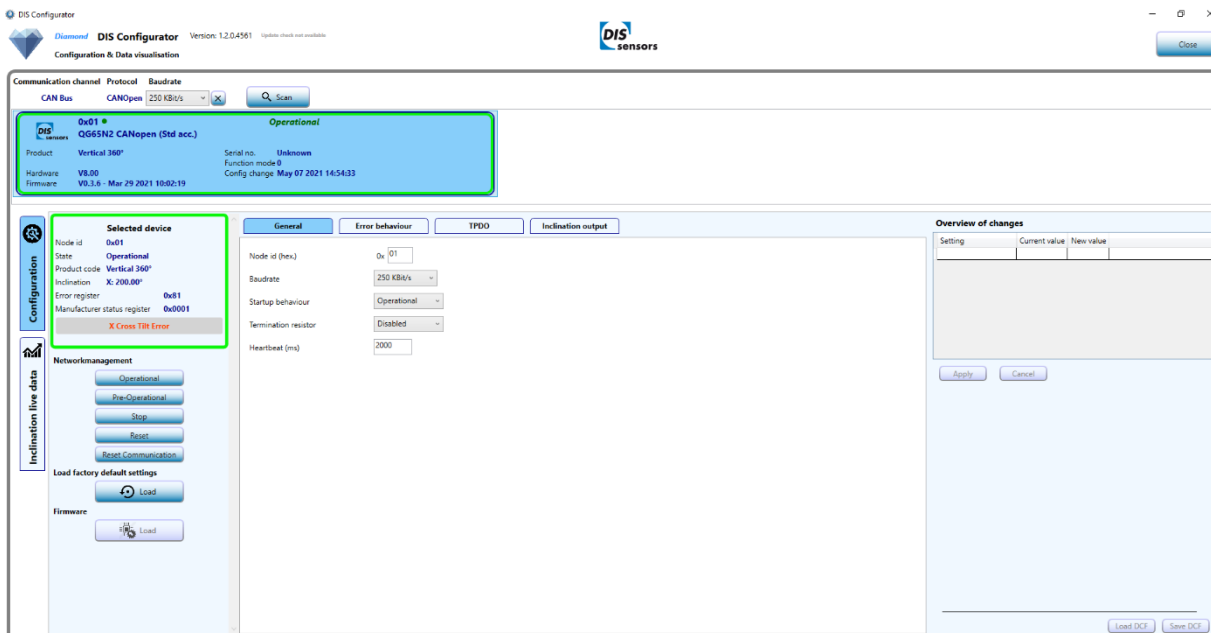 DIS Configurator
Diamond DIS Configurator Version: 1.2.0.4561 Update check not available
Configuration & Data visualisation
DIS sensors
Close
Communication channel Protocol Baudrate
CAN Bus CANOpen 250 KBit/s Scan
0x01 Operational
DIS sensors QG65N2 CANopen (Std acc.)
Product Vertical 360° Serial no. Unknown
Function mode 0
Hardware V8.00 Config change May 07 2021 14:54:33
Firmware V0.3.6 - Mar 29 2021 10:02:19
Configuration
Inclination live data
Selected device
Node id 0x01
State Operational
Product code Vertical 360°
Inclination X: 200.00°
Error register 0x81
Manufacturer status register 0x0001
X Cross Tilt Error
Networkmanagement
Operational
Pre-Operational
Stop
Reset
Reset Communication
Load factory default settings
Load
Firmware
Load
General Error behaviour TPDO Inclination output
Node id (hex.) 0x 01
Baudrate 250 KBit/s
Startup behaviour Operational
Termination resistor Disabled
Heartbeat (ms) 2000
Overview of changes
Setting Current value New value
Apply Cancel
Load DCF Save DCF